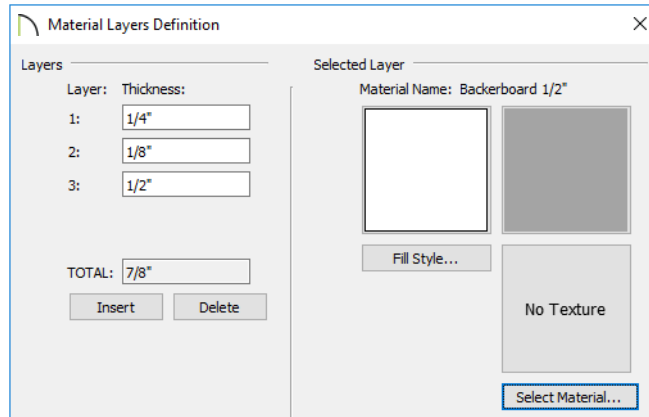 Material Layers Definition
Layers
Layer: Thickness:
1: 1/4"
2: 1/8"
3: 1/2"
TOTAL: 7/8"
Insert Delete
Selected Layer
Material Name: Backerboard 1/2"
Fill Style...
No Texture
Select Material...